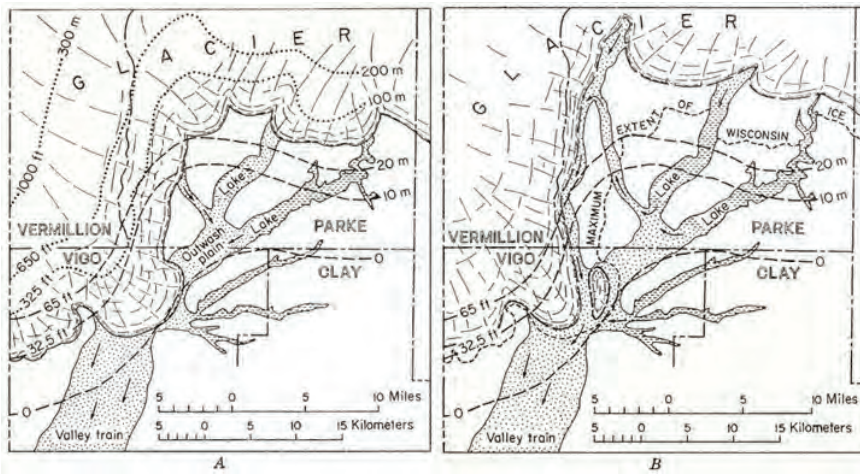 G L A C I E R
300 m
200 m
100 m
1000 ft
20 m
10 m
Lake
Lake
Outwash
plain
VERMILLION
VIGO
PARKE
CLAY
650 ft
325 ft
65 ft
32.5 ft
0
0
5 0 5 10 Miles
5 0 5 10 15 Kilometers
Valley train
A
G L A C I E R
MAXIMUM EXTENT OF WISCONSIN ICE
20 m
10 m
Lake
Lake
VERMILLION
VIGO
PARKE
CLAY
65 ft
32.5 ft
0
0
5 0 5 10 Miles
5 0 5 10 15 Kilometers
Valley train
B